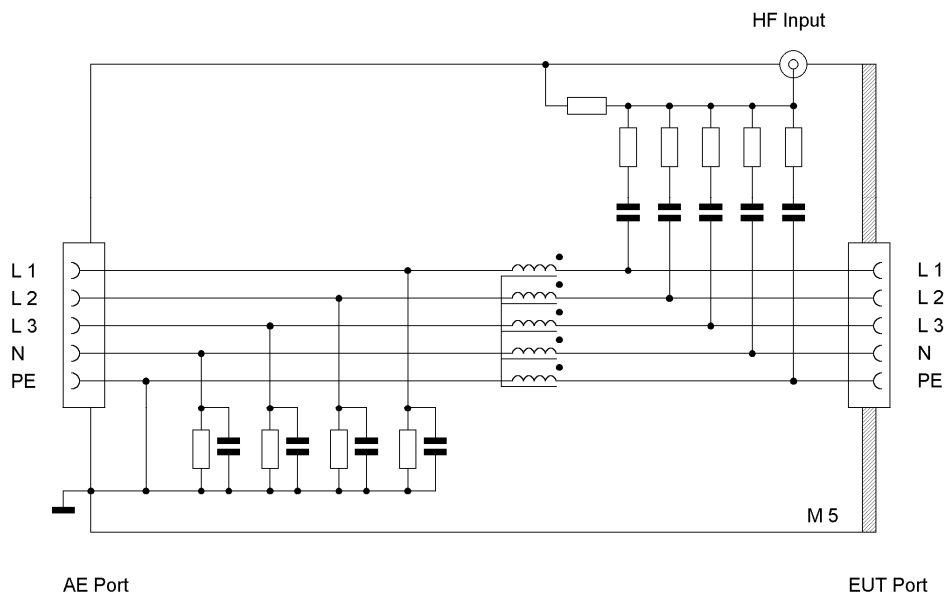 HF Input
L 1 L 1
L 2 L 2
L 3 L 3
N N
PE PE
M 5
AE Port EUT Port